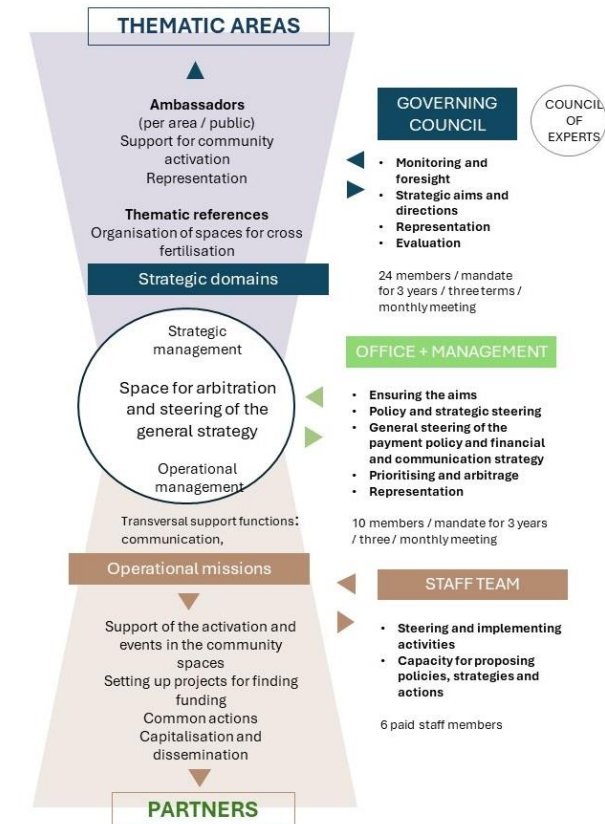 THEMATIC AREAS
Ambassadors
(per area / public)
Support for community
activation
Representation
Thematic references
Organisation of spaces for cross
fertilisation
Strategic domains
Strategic
management
Space for arbitration
and steering of the
general strategy
Operational
management
Transversal support functions:
communication,
Operational missions
Support of the activation and
events in the community
spaces
Setting up projects for finding
funding
Common actions
Capitalisation and
dissemination
PARTNERS
GOVERNING
COUNCIL
COUNCIL
OF
EXPERTS
• Monitoring and
foresight
• Strategic aims and
directions
• Representation
• Evaluation
24 members / mandate
for 3 years / three terms /
monthly meeting
OFFICE + MANAGEMENT
• Ensuring the aims
• Policy and strategic steering
• General steering of the
payment policy and financial
and communication strategy
• Prioritising and arbitrage
• Representation
10 members / mandate for 3 years
/ three / monthly meeting
STAFF TEAM
• Steering and implementing
activities
• Capacity for proposing
policies, strategies and
actions
6 paid staff members